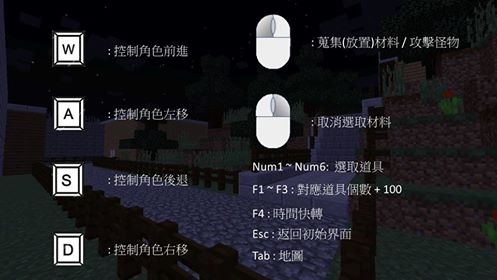 W : 控制角色前進
A : 控制角色左移
S : 控制角色後退
D : 控制角色右移
: 蒐集(放置)材料 / 攻擊怪物
: 取消選取材料
Num1 ~ Num6: 選取道具
F1 ~ F3 : 對應道具個數 + 100
F4 : 時間快轉
Esc : 返回初始界面
Tab : 地圖